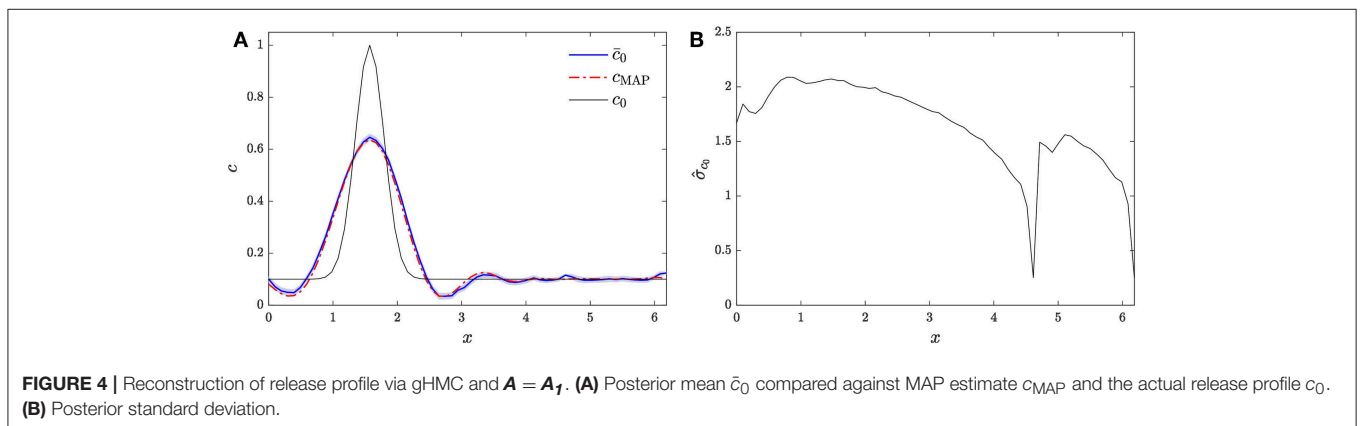 A
1
0.8
0.6
0.4
0.2
0
c
0
1
2
3
4
5
6
x
c̄₀
c_MAP
c₀
B
2.5
2
1.5
1
0.5
0
σ̂_c₀
0
1
2
3
4
5
6
x
FIGURE 4 | Reconstruction of release profile via gHMC and A = A₁. (A) Posterior mean c̄₀ compared against MAP estimate c_MAP and the actual release profile c₀.
(B) Posterior standard deviation.